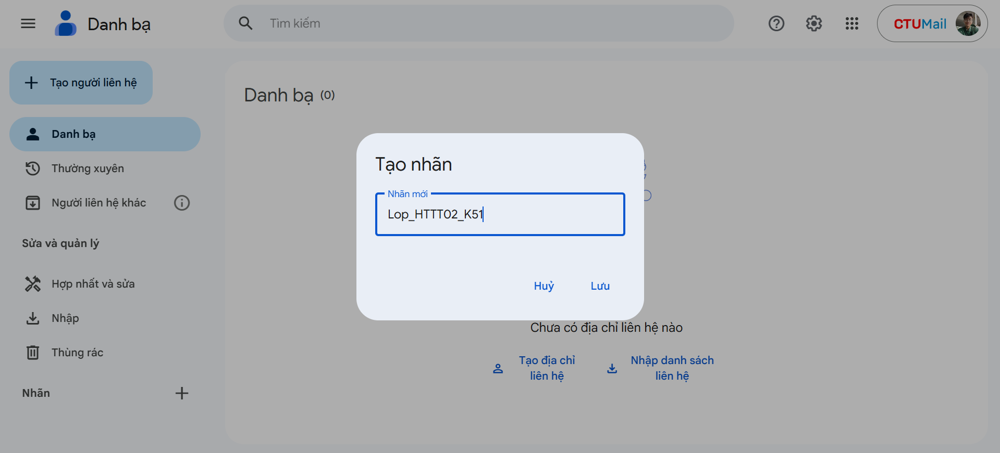 Danh bạ
Tìm kiếm
CTUMail
Tạo người liên hệ
Danh bạ
Thường xuyên
Người liên hệ khác
Sửa và quản lý
Hợp nhất và sửa
Nhập
Thùng rác
Nhãn
Danh bạ (0)
Tạo nhãn
Nhãn mới
Lop_HTTT02_K51
Huỷ
Lưu
Chưa có địa chỉ liên hệ nào
Tạo địa chỉ
liên hệ
Nhập danh sách
liên hệ